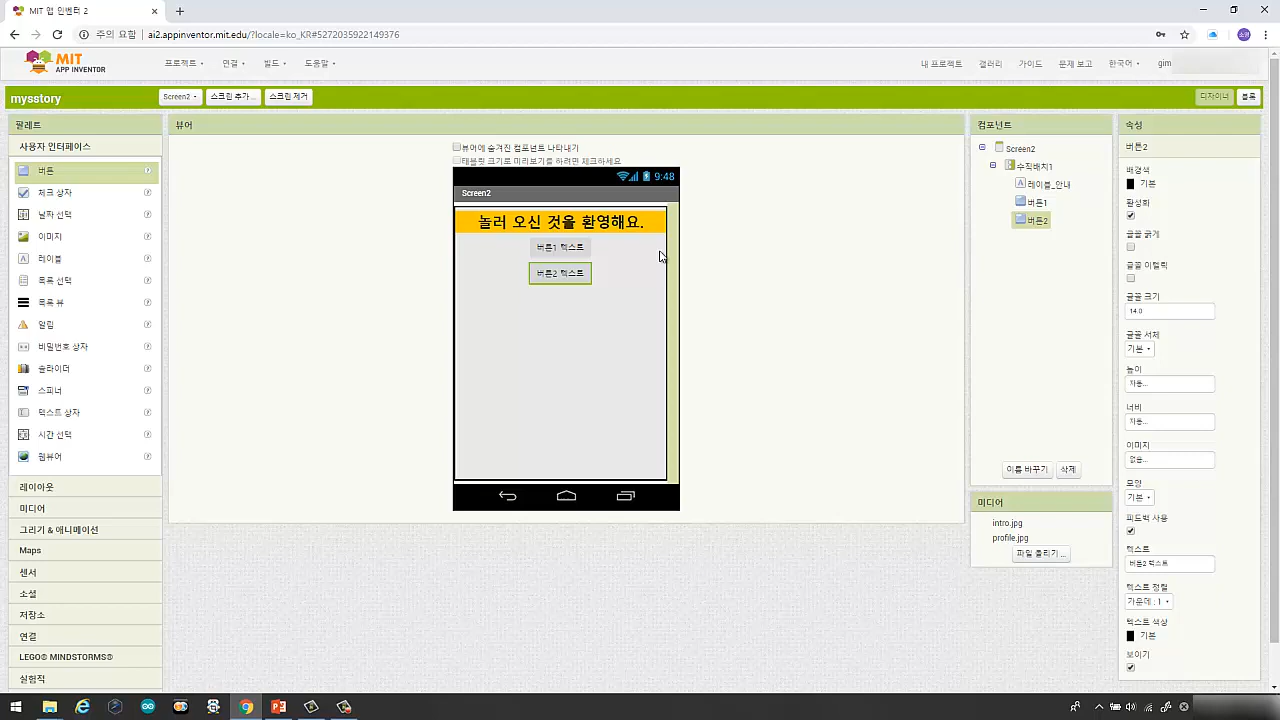 MIT 앱 인벤터 2
주의 요함 | ai2.appinventor.mit.edu/?locale=ko_KR#5272035922149376
MIT
APP INVENTOR
프로젝트 연결 빌드 도움말
내 프로젝트 갤러리 가이드 문제 보고 한국어 gim
mysstory
Screen2 스크린 추가... 스크린 제거 디자이너 블록
팔레트
사용자 인터페이스
버튼
체크 상자
날짜 선택
이미지
레이블
목록 선택
목록 뷰
알림
비밀번호 상자
슬라이더
스피너
텍스트 상자
시간 선택
웹뷰어
레이아웃
미디어
그리기 & 애니메이션
Maps
센서
소셜
저장소
연결
LEGO® MINDSTORMS®
실험적
뷰어
뷰어에 숨겨진 컴포넌트 나타내기
태블릿 크기로 미리보기를 하려면 체크하세요
9:48
Screen2
놀러 오신 것을 환영해요.
버튼1 텍스트
버튼2 텍스트
컴포넌트
Screen2
수직배치1
레이블_안내
버튼1
버튼2
이름 바꾸기 삭제
미디어
intro.jpg
profile.jpg
파일 올리기 ...
속성
버튼2
배경색
기본
활성화
글꼴 굵게
글꼴 이탤릭
글꼴 크기
14.0
글꼴 서체
기본
높이
자동...
너비
자동...
이미지
없음...
모양
기본
피드백 사용
텍스트
버튼2 텍스트
텍스트 정렬
가운데 : 1
텍스트 색상
기본
보이기